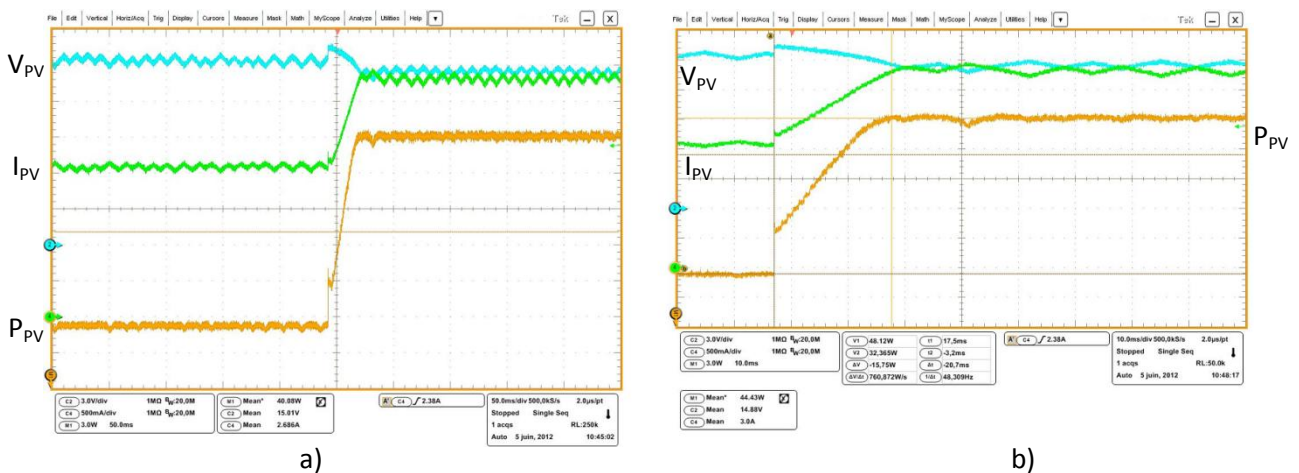 File Edit Vertical Horiz/Acq Trig Display Cursors Measure Mask Math MyScope Analyze Utilities Help Tek X
V_PV
I_PV
P_PV
C2 3.0V/div 1MΩ B_W:20,0M
C4 500mA/div 1MΩ B_W:20,0M
M1 3.0W 50.0ms
M1 Mean* 40.08W
C2 Mean 15.01V
C4 Mean 2.686A
A' C4 2.38A
50.0ms/div 500,0kS/s 2.0µs/pt
Stopped Single Seq
1 acqs RL:250k
Auto 5 juin, 2012 10:45:02
a)
File Edit Vertical Horiz/Acq Trig Display Cursors Measure Mask Math MyScope Analyze Utilities Help Tek X
V_PV
P_PV
I_PV
C2 3.0V/div 1MΩ B_W:20,0M
C4 500mA/div 1MΩ B_W:20,0M
M1 3.0W 10.0ms
V1 48.12W t1 17,5ms
V2 32,365W t2 -3,2ms
ΔV -15,75W Δt -20,7ms
ΔV/Δt 760,872W/s 1/Δt 48,309Hz
A' C4 2.38A
10.0ms/div 500,0kS/s 2.0µs/pt
Stopped Single Seq
1 acqs RL:50.0k
Auto 5 juin, 2012 10:48:17
M1 Mean* 44.43W
C2 Mean 14.88V
C4 Mean 3.0A
b)